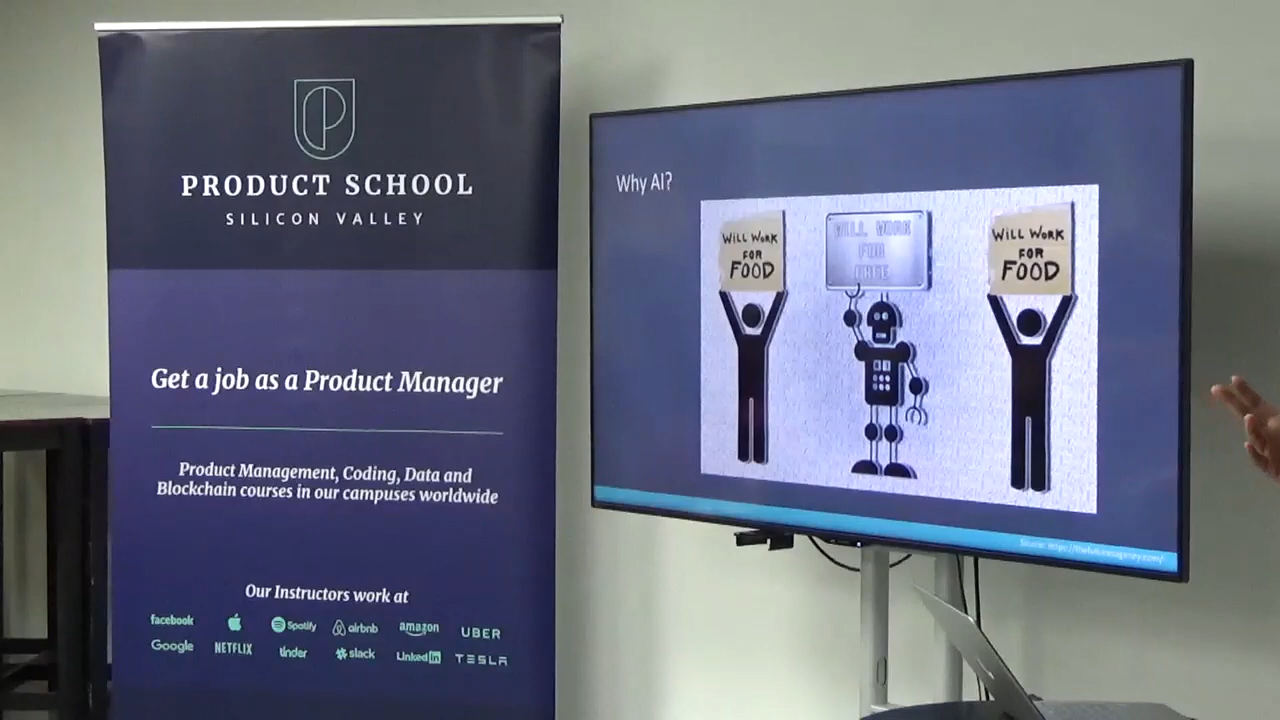 PRODUCT SCHOOL
SILICON VALLEY
Get a job as a Product Manager
Product Management, Coding, Data and
Blockchain courses in our campuses worldwide
Our Instructors work at
facebook
Spotify
airbnb
amazon
UBER
Google
NETFLIX
tinder
slack
LinkedIn
TESLA
Why AI?
WILL WORK
FOR
FOOD
WILL WORK
FOR
FREE
WILL WORK
FOR
FOOD